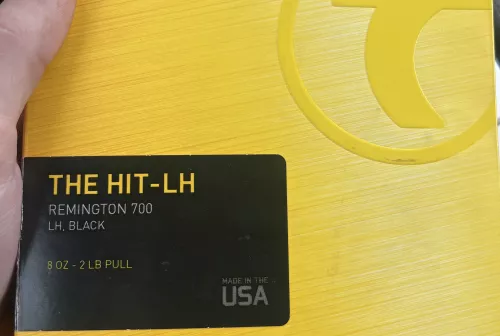 THE HIT-LH
REMINGTON 700
LH, BLACK
8 OZ - 2 LB PULL
MADE IN THE
USA